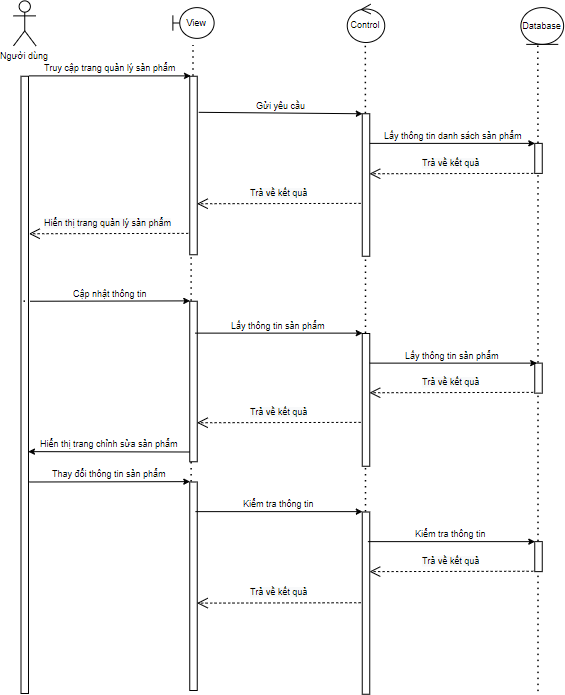 View
Control
Database
Người dùng
Truy cập trang quản lý sản phẩm
Gửi yêu cầu
Lấy thông tin danh sách sản phẩm
Trả về kết quả
Trả về kết quả
Hiển thị trang quản lý sản phẩm
Cập nhật thông tin
Lấy thông tin sản phẩm
Lấy thông tin sản phẩm
Trả về kết quả
Trả về kết quả
Hiển thị trang chỉnh sửa sản phẩm
Thay đổi thông tin sản phẩm
Kiểm tra thông tin
Kiểm tra thông tin
Trả về kết quả
Trả về kết quả